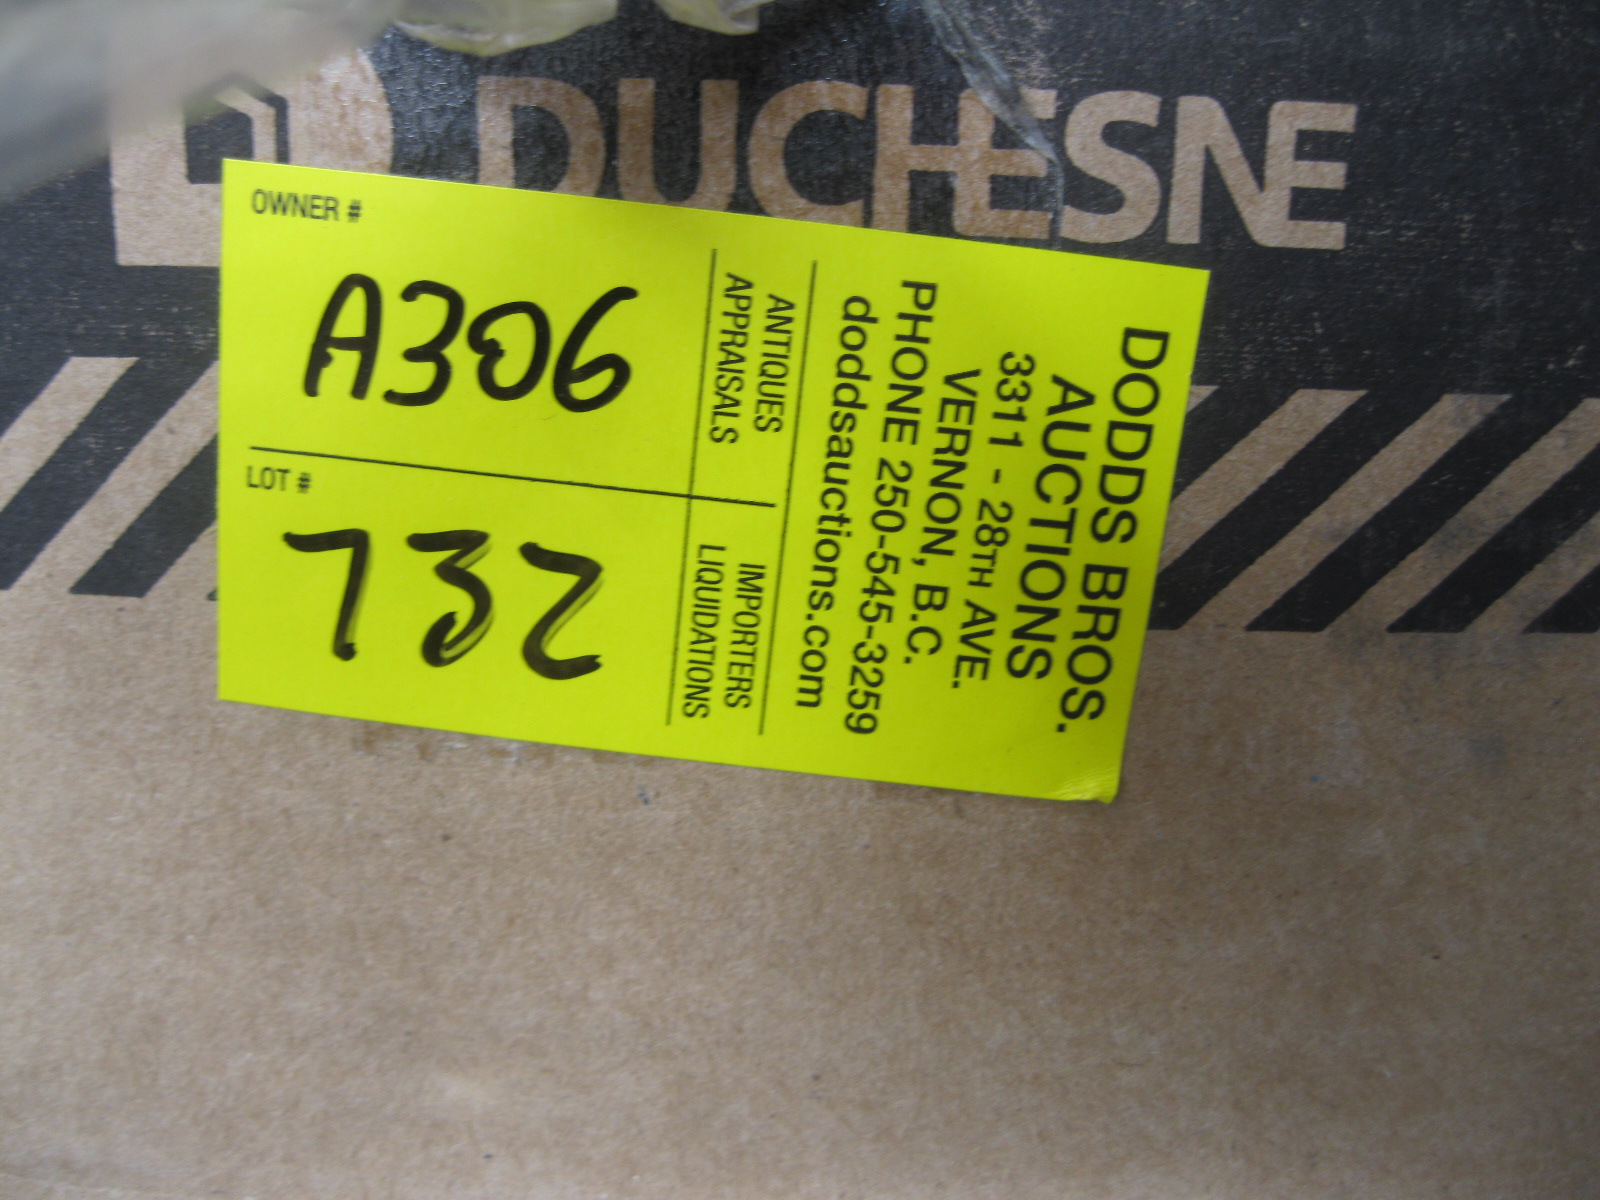 DUCHESNE
OWNER #
A306
LOT #
732
DODDS BROS.
AUCTIONS
3311 - 28TH AVE.
VERNON, B.C.
PHONE 250-545-3259
doddsauctions.com
ANTIQUES
APPRAISALS
IMPORTERS
LIQUIDATIONS